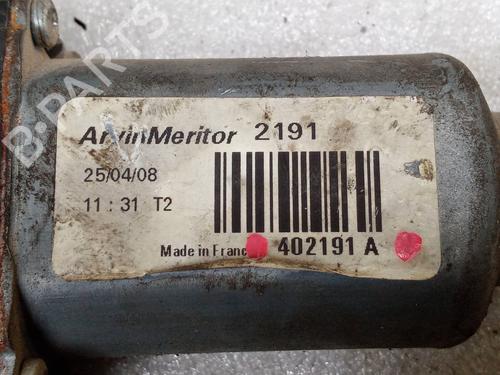 B-PARTS
ArvinMeritor 2191
25/04/08
11 : 31 T2
Made in France
402191 A